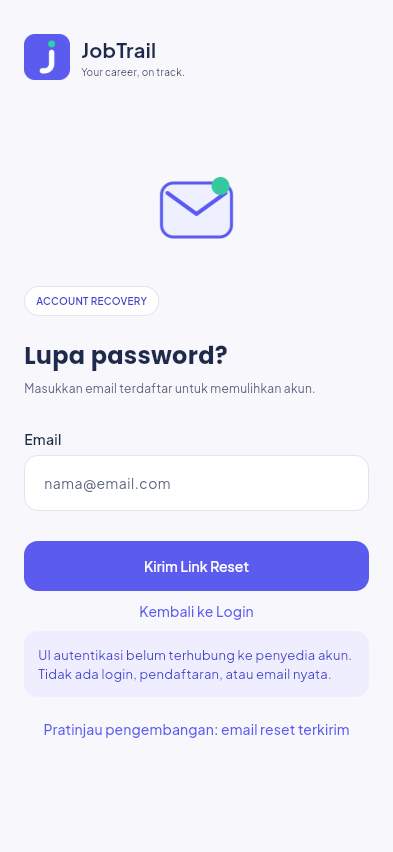 JobTrail
Your career, on track.
ACCOUNT RECOVERY
Lupa password?
Masukkan email terdaftar untuk memulihkan akun.
Email
nama@email.com
Kirim Link Reset
Kembali ke Login
UI autentikasi belum terhubung ke penyedia akun.
Tidak ada login, pendaftaran, atau email nyata.
Pratinjau pengembangan: email reset terkirim